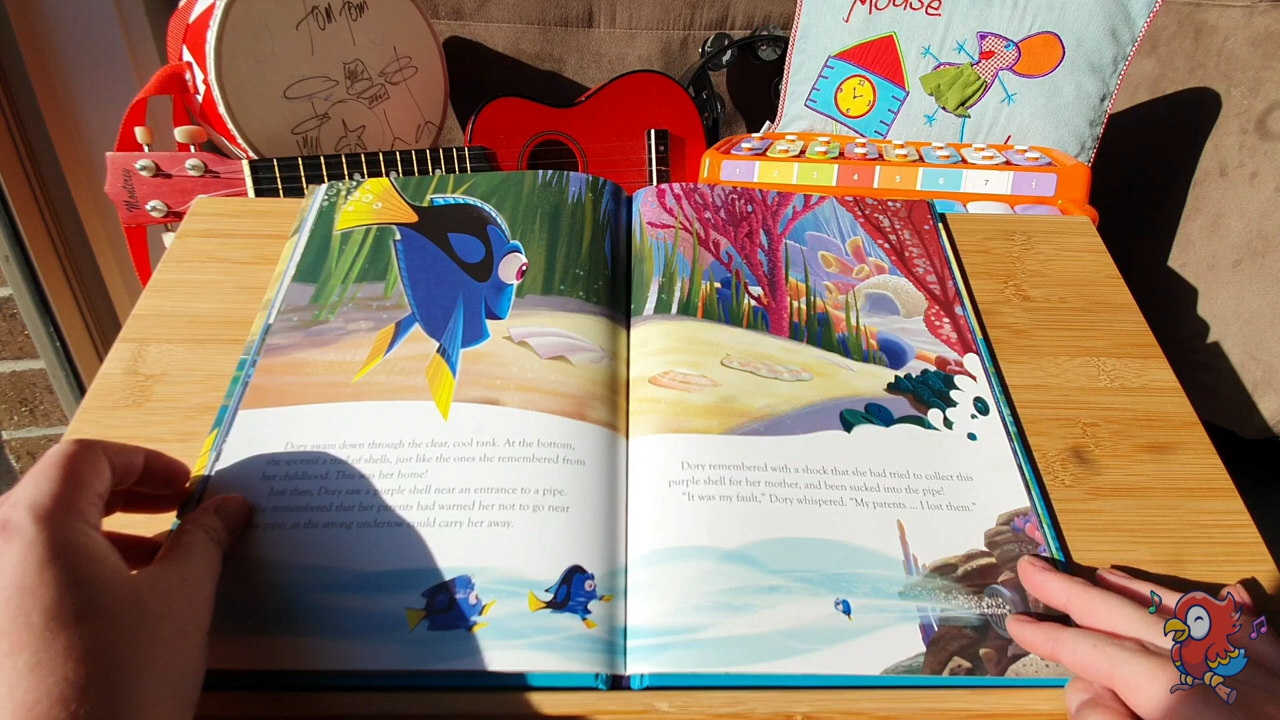 TOM TOM
Mouse
Monterey
1 2 3 4 5 6 7 i
Dory swam down through the clear, cool tank. At the bottom,
she spotted a trail of shells, just like the ones she remembered from
her childhood. This was her home!
Just then, Dory saw a purple shell near an entrance to a pipe.
She remembered that her parents had warned her not to go near
the pipe, as the strong undertow could carry her away.
Dory remembered with a shock that she had tried to collect this
purple shell for her mother, and been sucked into the pipe!
“It was my fault,” Dory whispered. “My parents ... I lost them.”